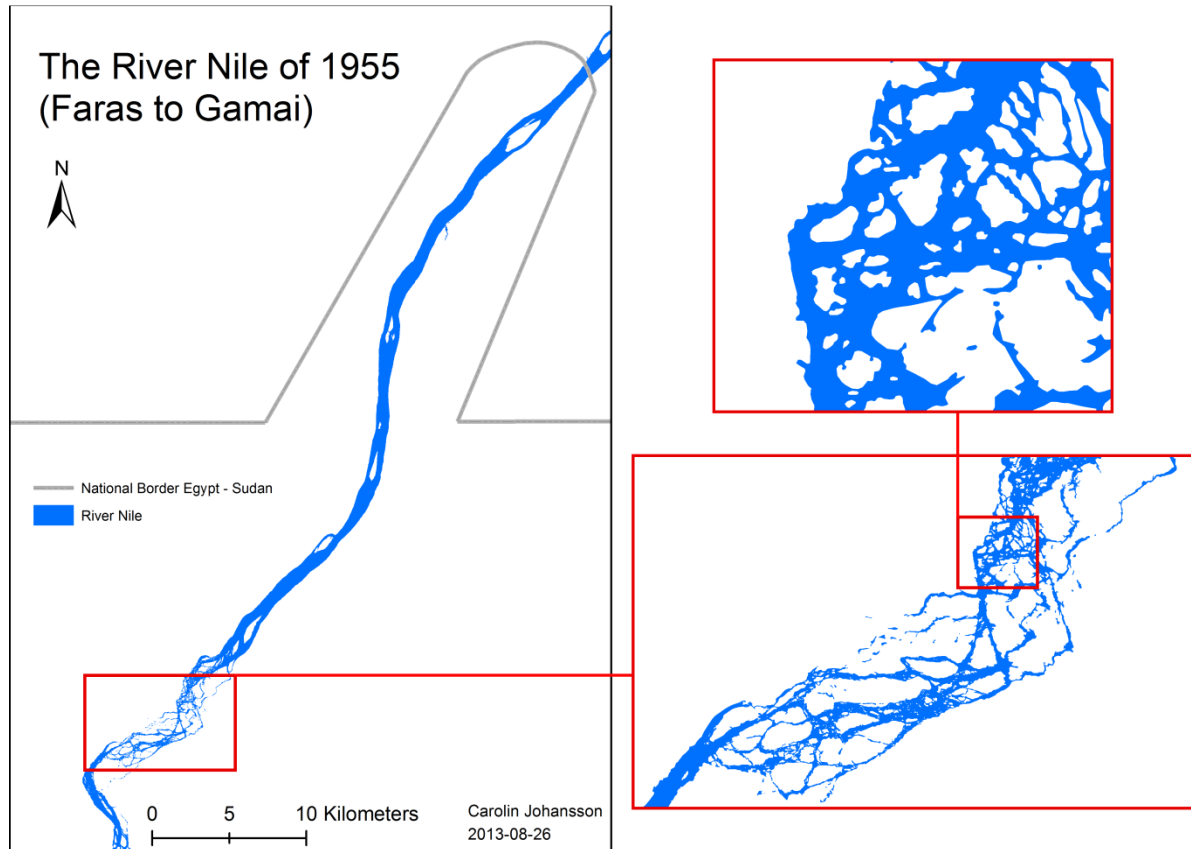 The River Nile of 1955
(Faras to Gamai)
N
National Border Egypt - Sudan
River Nile
0 5 10 Kilometers
Carolin Johansson
2013-08-26